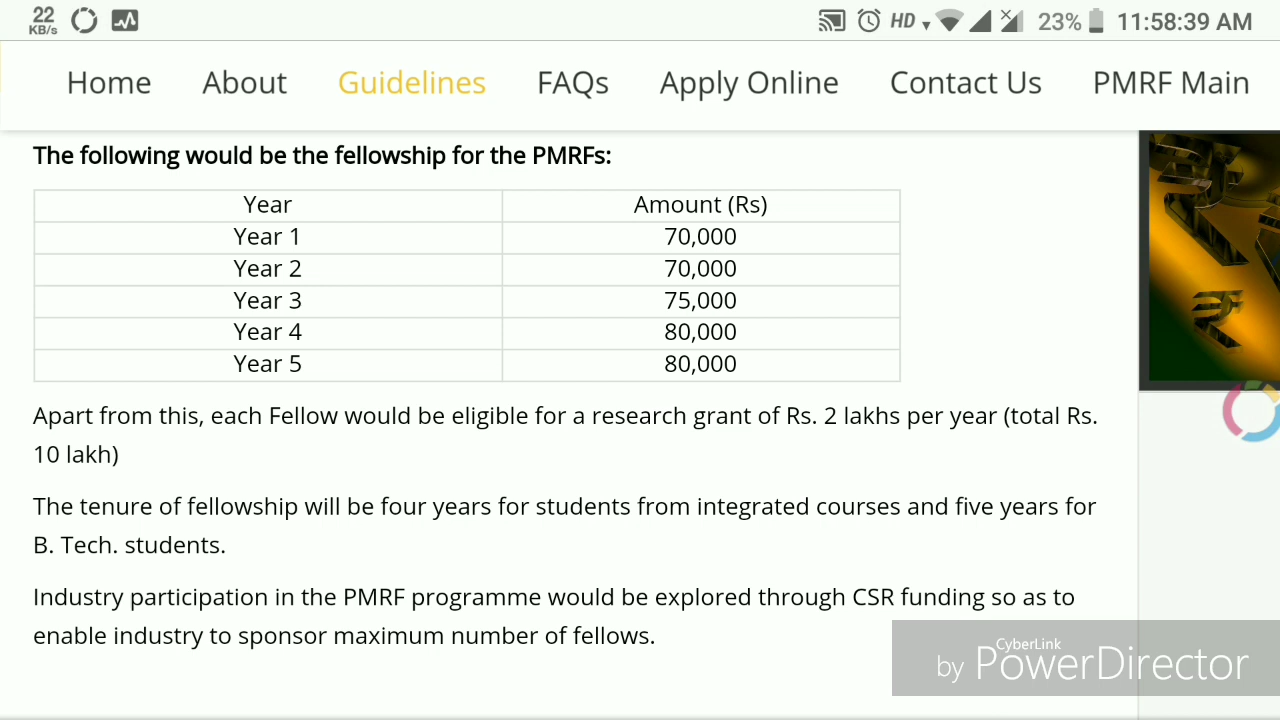 22
KB/s
HD
23%
11:58:39 AM
Home About Guidelines FAQs Apply Online Contact Us PMRF Main
The following would be the fellowship for the PMRFs:
Year Amount (Rs)
Year 1 70,000
Year 2 70,000
Year 3 75,000
Year 4 80,000
Year 5 80,000
Apart from this, each Fellow would be eligible for a research grant of Rs. 2 lakhs per year (total Rs.
10 lakh)
The tenure of fellowship will be four years for students from integrated courses and five years for
B. Tech. students.
Industry participation in the PMRF programme would be explored through CSR funding so as to
enable industry to sponsor maximum number of fellows.
CyberLink
by PowerDirector